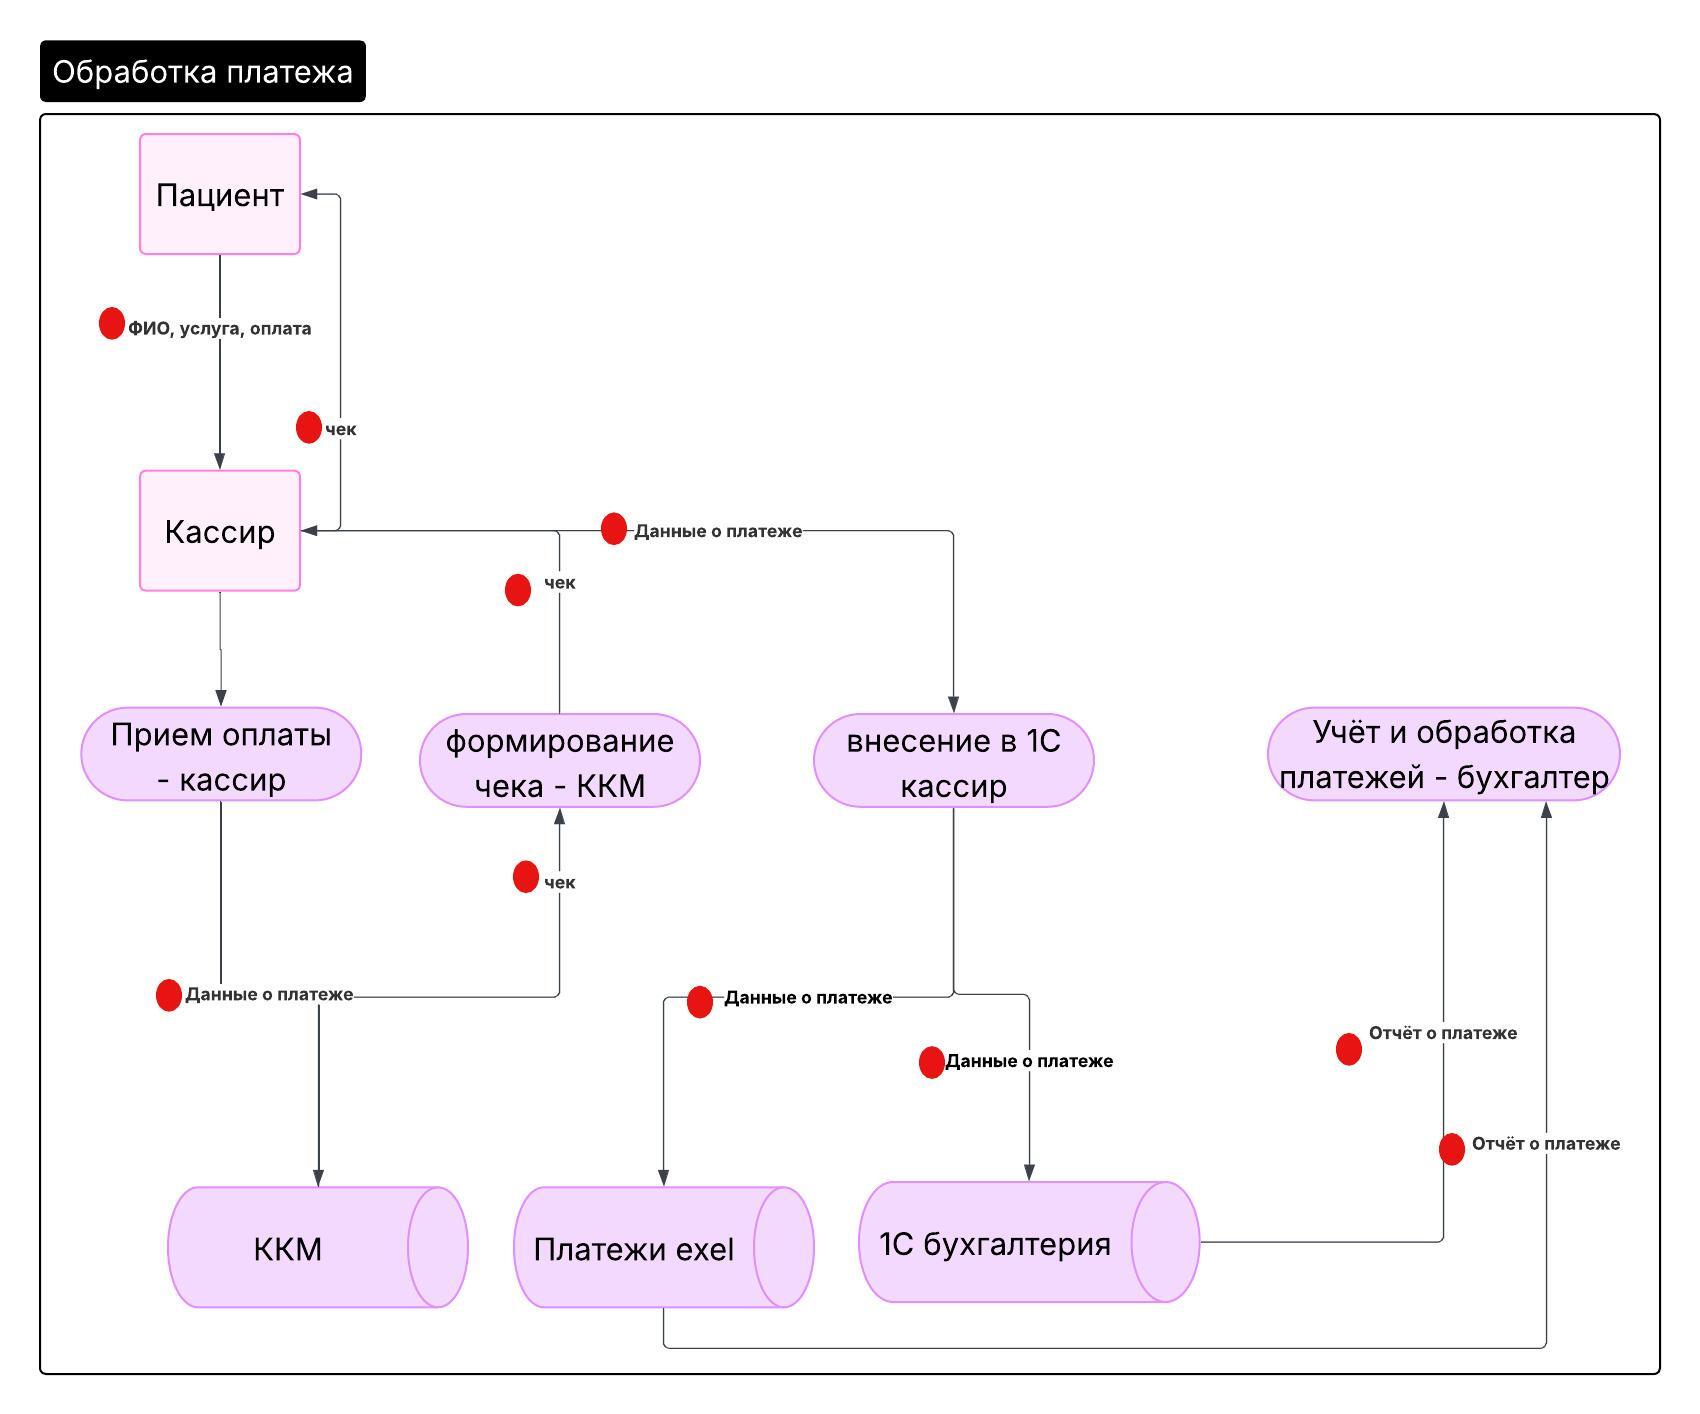 Обработка платежа
Пациент
ФИО, услуга, оплата
чек
Кассир
Данные о платеже
чек
Прием оплаты
- кассир
формирование
чека - ККМ
внесение в 1С
кассир
Учёт и обработка
платежей - бухгалтер
чек
Данные о платеже
Данные о платеже
Данные о платеже
Отчёт о платеже
Отчёт о платеже
ККМ
Платежи exel
1С бухгалтерия